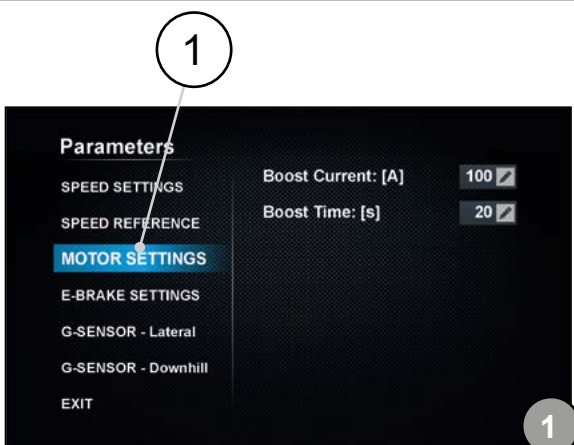 1
Parameters
SPEED SETTINGS
SPEED REFERENCE
MOTOR SETTINGS
E-BRAKE SETTINGS
G-SENSOR - Lateral
G-SENSOR - Downhill
EXIT
Boost Current: [A] 100
Boost Time: [s] 20
1